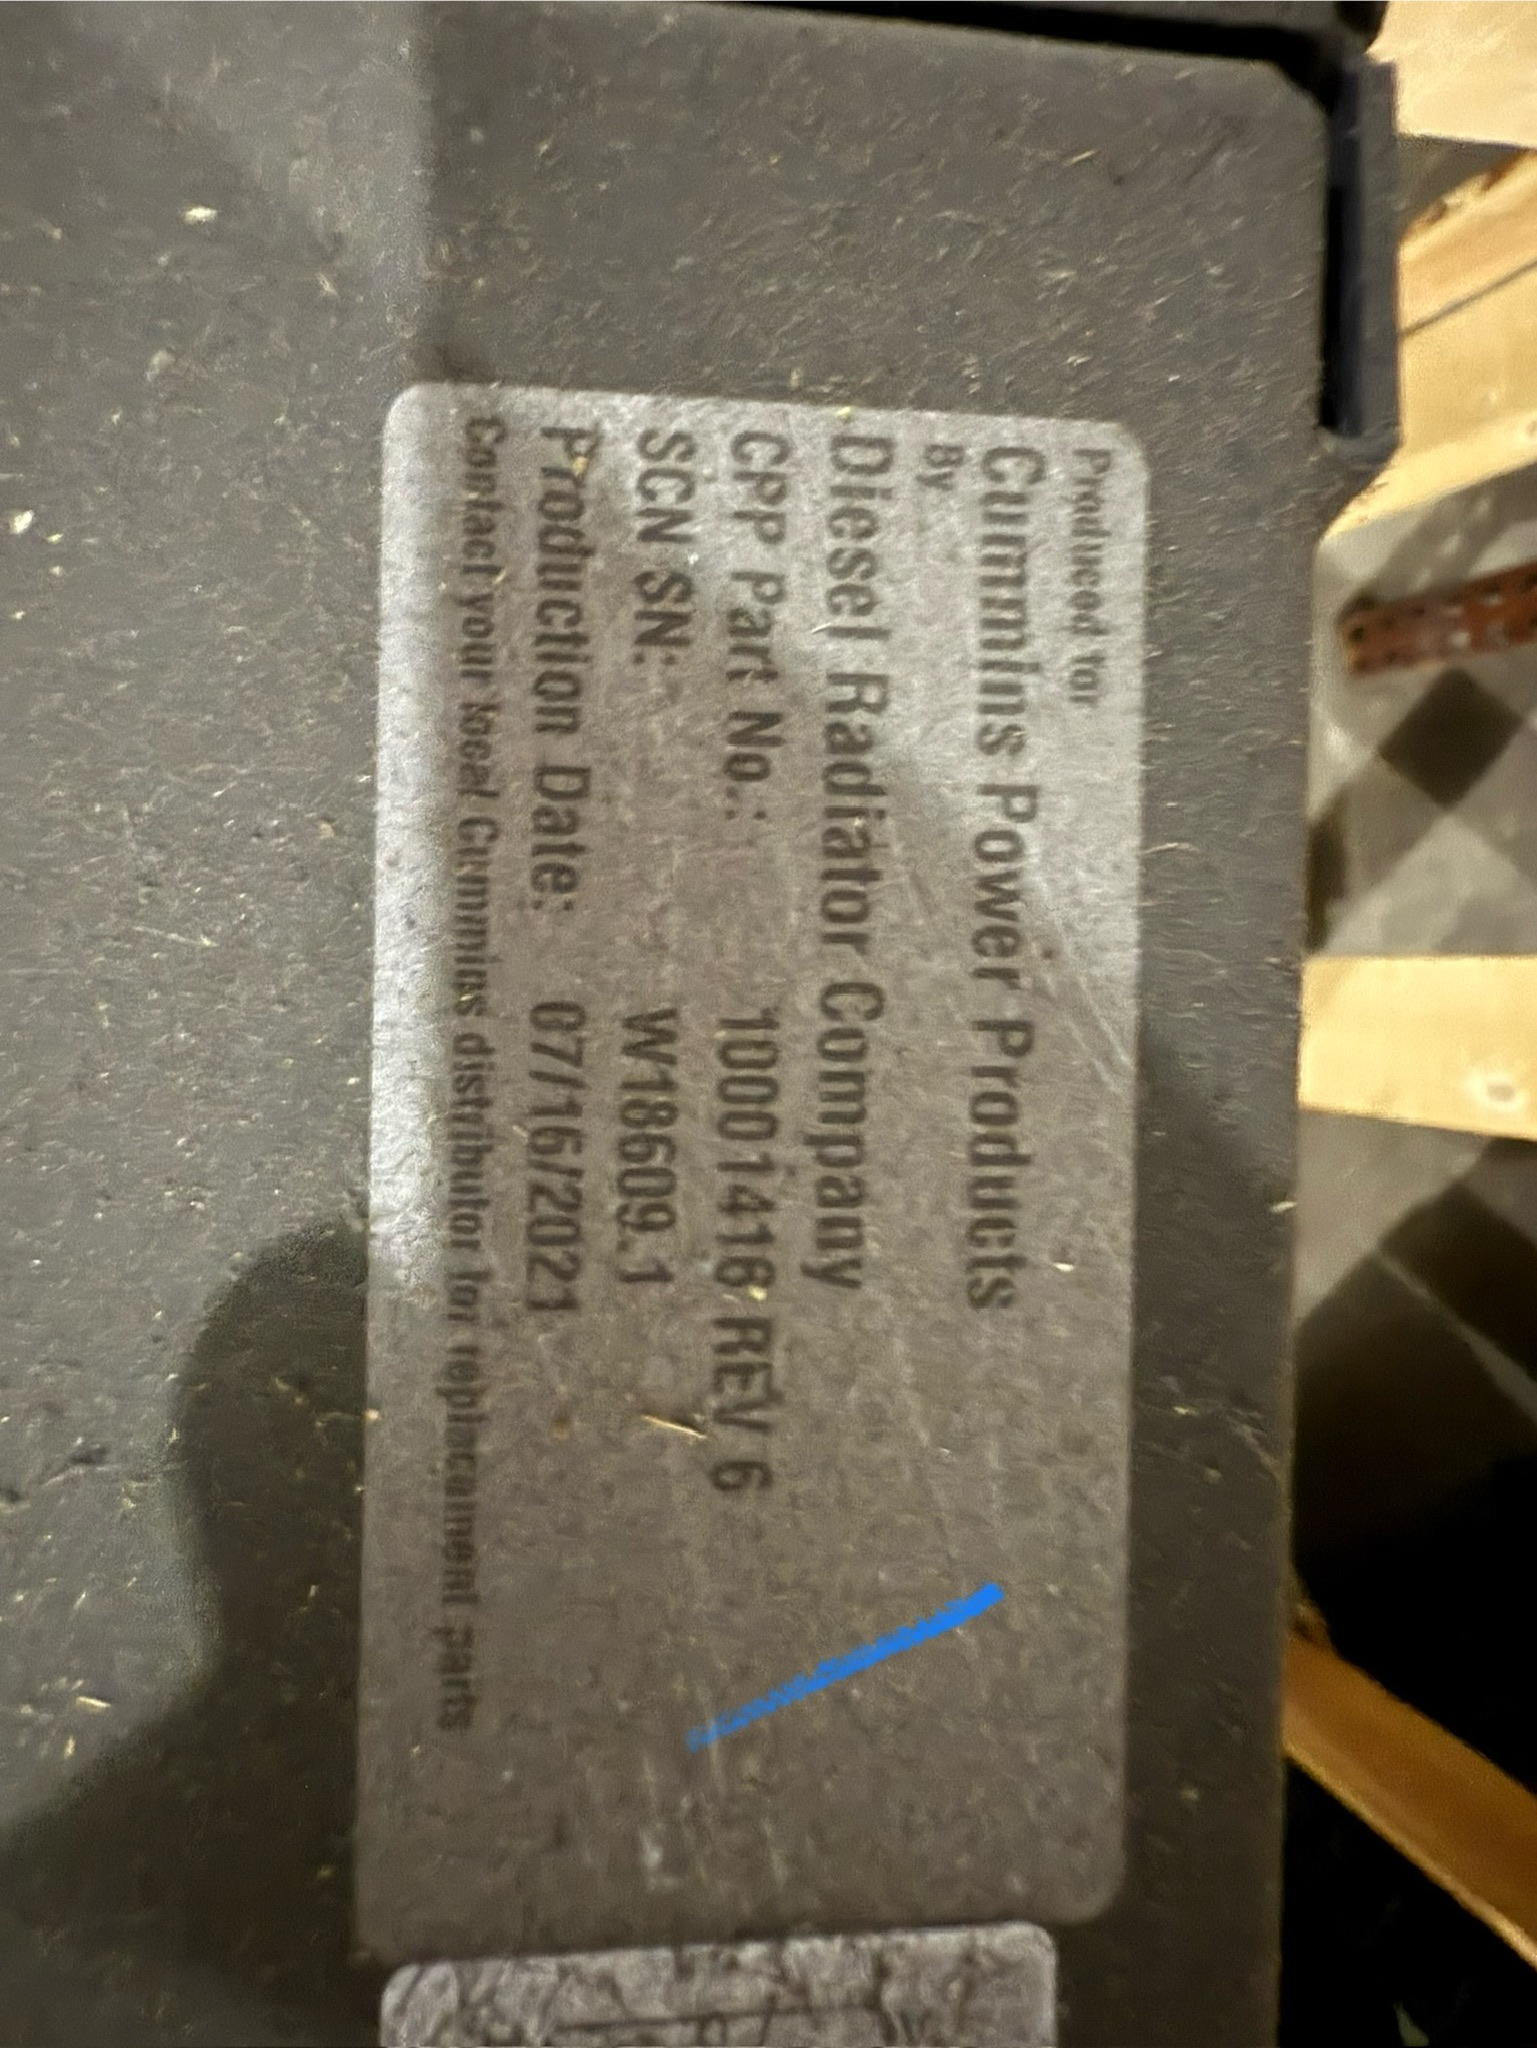 Produced for
Cummins Power Products
By
Diesel Radiator Company
CPP Part No.: 10001416 REV 6
SCN SN: W18609.1
Production Date: 07/16/2021
Contact your local Cummins distributor for replacement parts